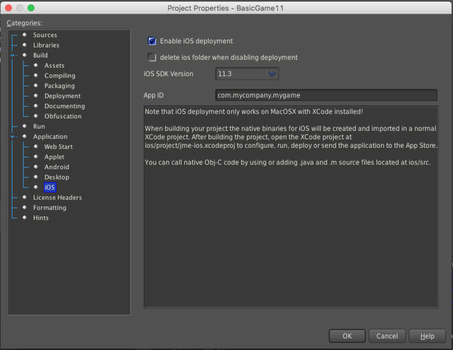 Project Properties - BasicGame11
Categories:
Sources
Libraries
Build
Assets
Compiling
Packaging
Deployment
Documenting
Obfuscation
Run
Application
Web Start
Applet
Android
Desktop
iOS
License Headers
Formatting
Hints
Enable iOS deployment
delete ios folder when disabling deployment
iOS SDK Version 11.3
App ID com.mycompany.mygame
Note that iOS deployment only works on MacOSX with XCode installed!
When building your project the native binaries for iOS will be created and imported in a normal
XCode project. After building the project, open the XCode project at
ios/project/jme-ios.xcodeproj to configure, run, deploy or send the application to the App Store.
You can call native Obj-C code by using or adding .java and .m source files located at ios/src.
OK Cancel Help